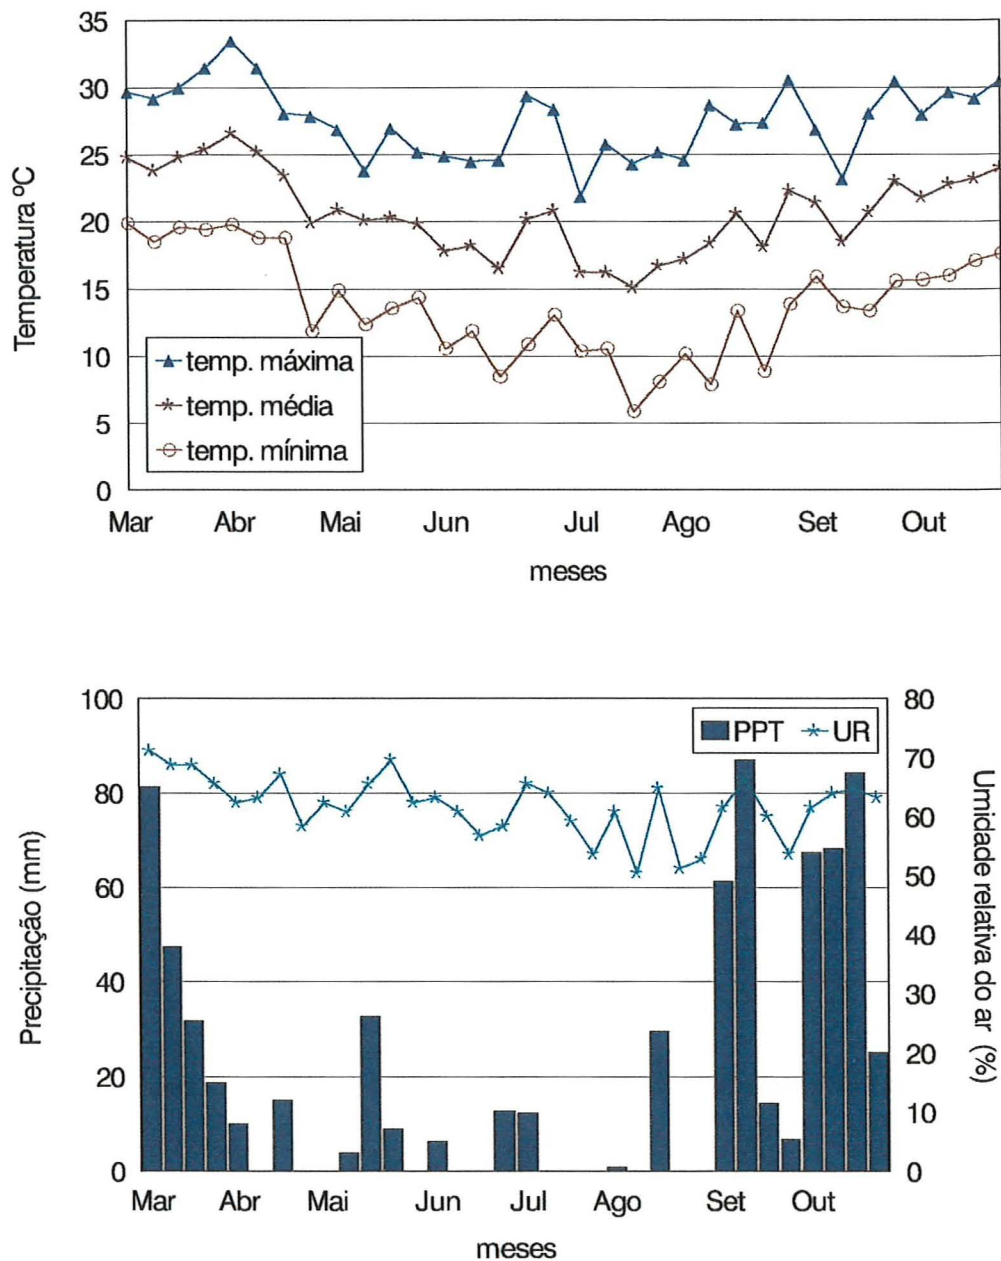 35
30
25
20
15
10
5
0
Temperatura ºC
temp. máxima
temp. média
temp. mínima
Mar Abr Mai Jun Jul Ago Set Out
meses
100
80
60
40
20
0
Precipitação (mm)
PPT UR
80
70
60
50
40
30
20
10
0
Umidade relativa do ar (%)
Mar Abr Mai Jun Jul Ago Set Out
meses